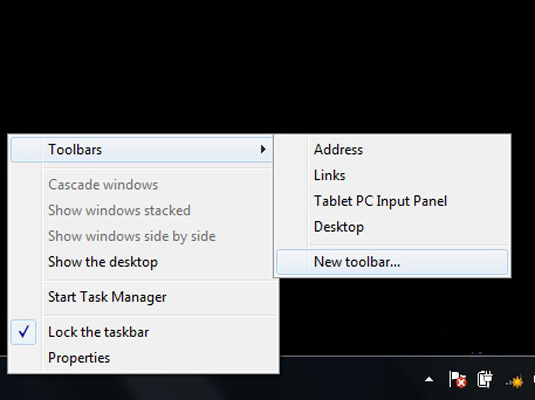 Toolbars
Cascade windows
Show windows stacked
Show windows side by side
Show the desktop
Start Task Manager
Lock the taskbar
Properties
Address
Links
Tablet PC Input Panel
Desktop
New toolbar...